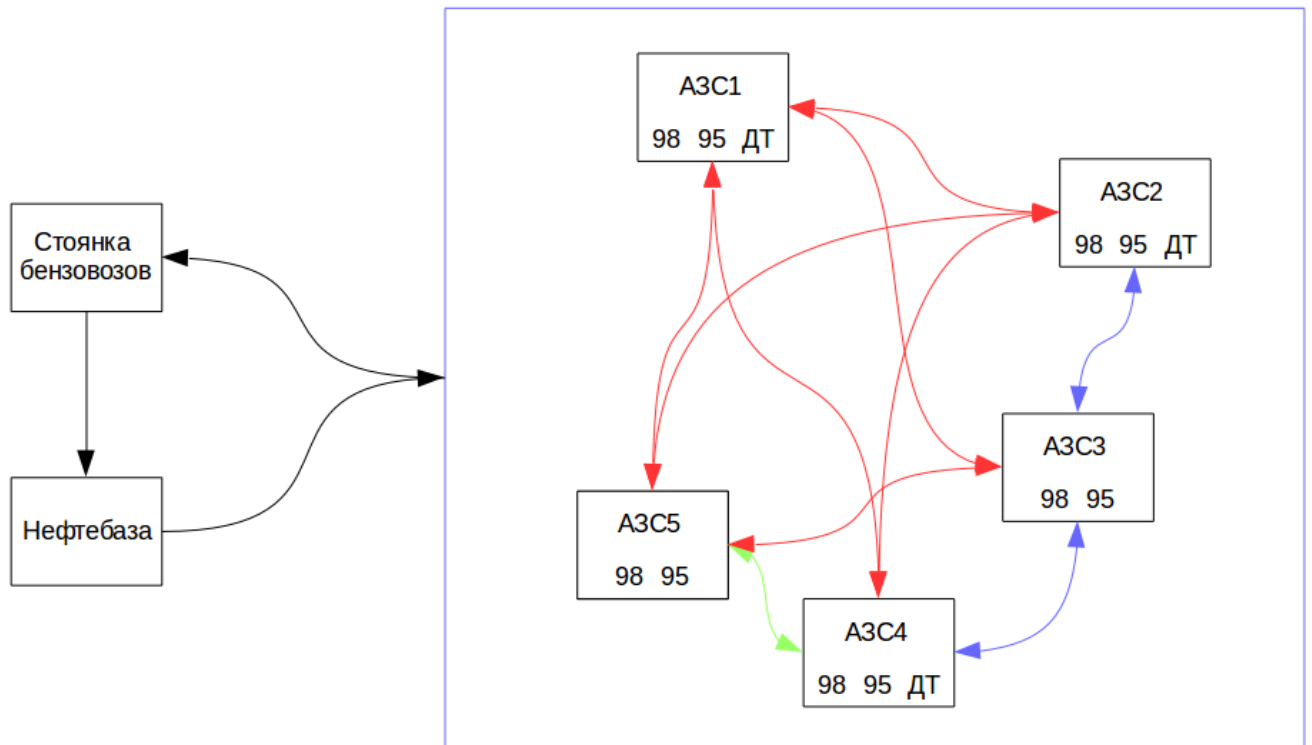 АЗС1
98 95 ДТ
АЗС2
98 95 ДТ
Стоянка
бензовозов
АЗС3
98 95
Нефтебаза
АЗС5
98 95
АЗС4
98 95 ДТ